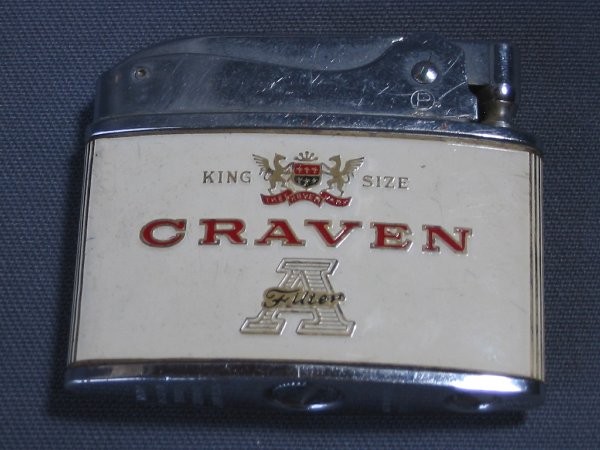 P
KING SIZE
CRAVEN
A
Filter